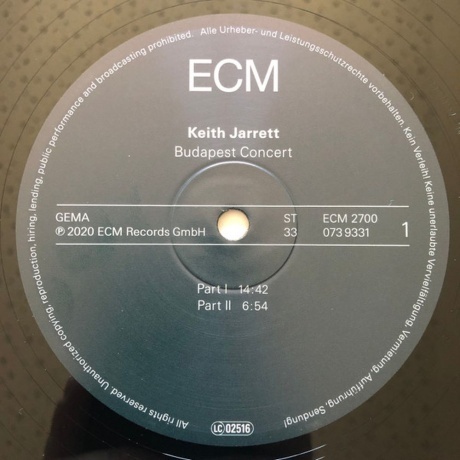 Alle Urheber- und Leistungsschutzrechte vorbehalten. Kein Verleih! Keine unerlaubte Vervielfältigung, Vermietung, Aufführung, Sendung!
ECM
Keith Jarrett
Budapest Concert
GEMA ST ECM 2700
℗ 2020 ECM Records GmbH 33 073 9331 1
Part I 14:42
Part II 6:54
All rights reserved. Unauthorized copying, reproduction, hiring, lending, public performance and broadcasting prohibited.
LC 02516